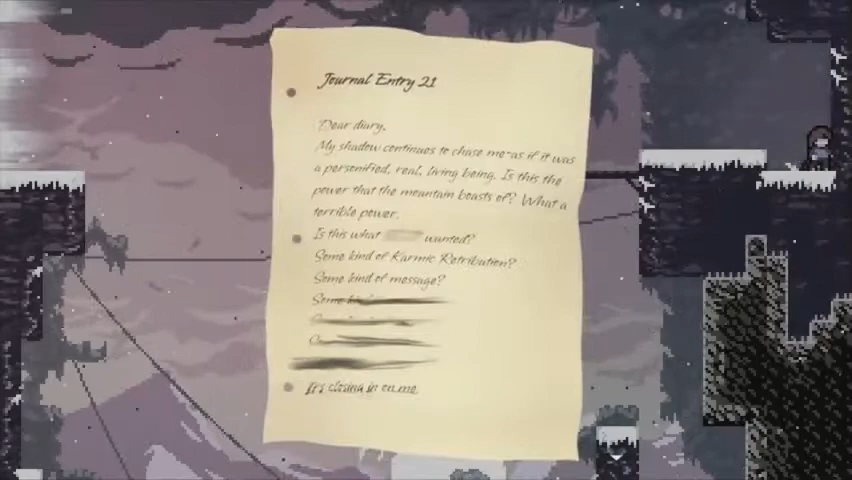 Journal Entry 21
Dear diary,
My shadow continues to chase me-as if it was
a personified, real, living being. Is this the
power that the mountain boasts of? What a
terrible power.
Is this what wanted?
Some kind of Karmic Retribution?
Some kind of message?
Some
It's closing in on me.